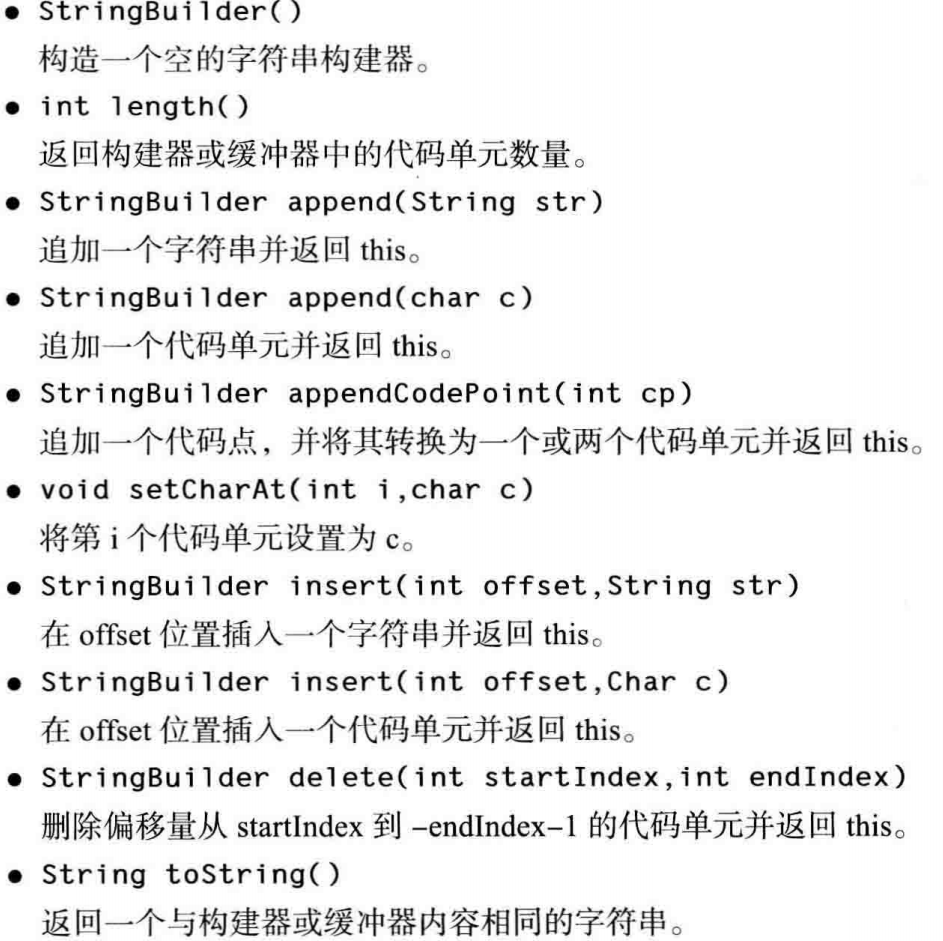 ● StringBuilder()
构造一个空的字符串构建器。
● int length()
返回构建器或缓冲器中的代码单元数量。
● StringBuilder append(String str)
追加一个字符串并返回 this。
● StringBuilder append(char c)
追加一个代码单元并返回 this。
● StringBuilder appendCodePoint(int cp)
追加一个代码点，并将其转换为一个或两个代码单元并返回 this。
● void setCharAt(int i,char c)
将第 i 个代码单元设置为 c。
● StringBuilder insert(int offset,String str)
在 offset 位置插入一个字符串并返回 this。
● StringBuilder insert(int offset,Char c)
在 offset 位置插入一个代码单元并返回 this。
● StringBuilder delete(int startIndex,int endIndex)
删除偏移量从 startIndex 到 –endIndex–1 的代码单元并返回 this。
● String toString()
返回一个与构建器或缓冲器内容相同的字符串。